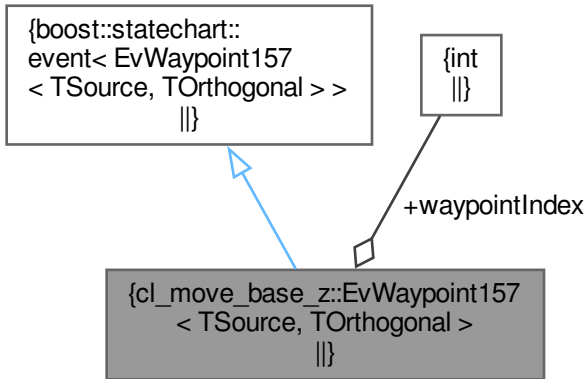 {boost::statechart::
event< EvWaypoint157
< TSource, TOrthogonal > >
||}
{int
||}
+waypointIndex
{cl_move_base_z::EvWaypoint157
< TSource, TOrthogonal >
||}